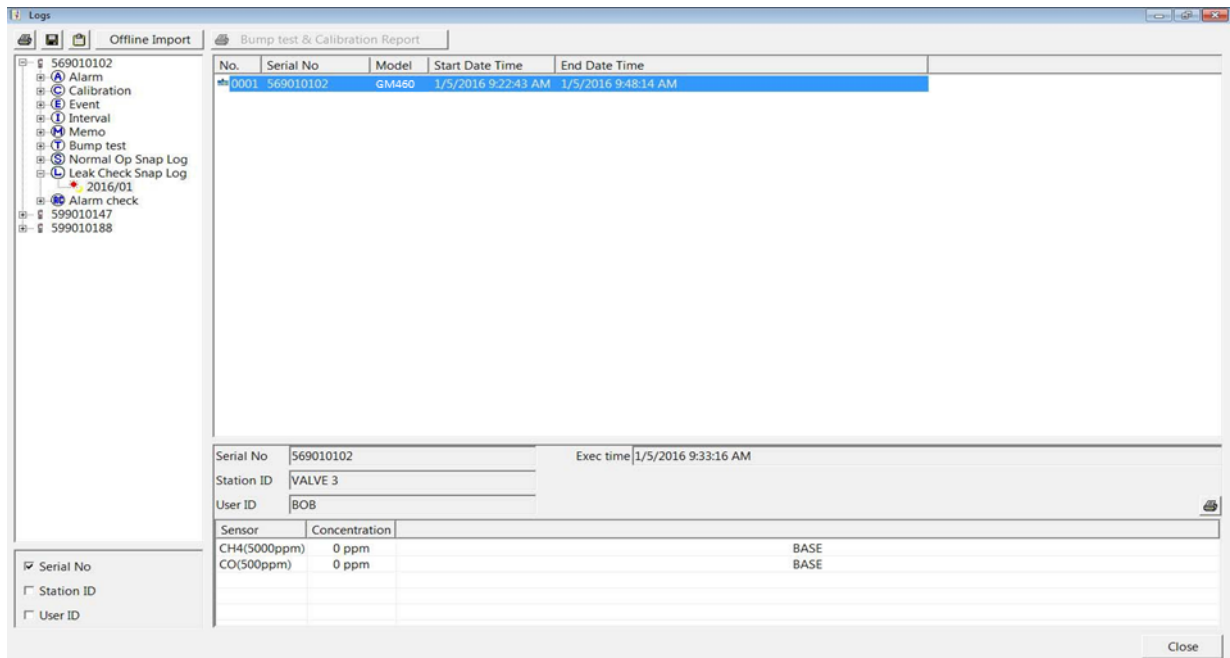 Logs
Offline Import Bump test & Calibration Report
569010102
A Alarm
C Calibration
E Event
I Interval
M Memo
T Bump test
S Normal Op Snap Log
L Leak Check Snap Log
2016/01
Alarm check
599010147
599010188
No. Serial No Model Start Date Time End Date Time
0001 569010102 GM460 1/5/2016 9:22:43 AM 1/5/2016 9:48:14 AM
Serial No 569010102 Exec time 1/5/2016 9:33:16 AM
Station ID VALVE 3
User ID BOB
Sensor Concentration
CH4(5000ppm) 0 ppm BASE
CO(500ppm) 0 ppm BASE
Serial No
Station ID
User ID
Close